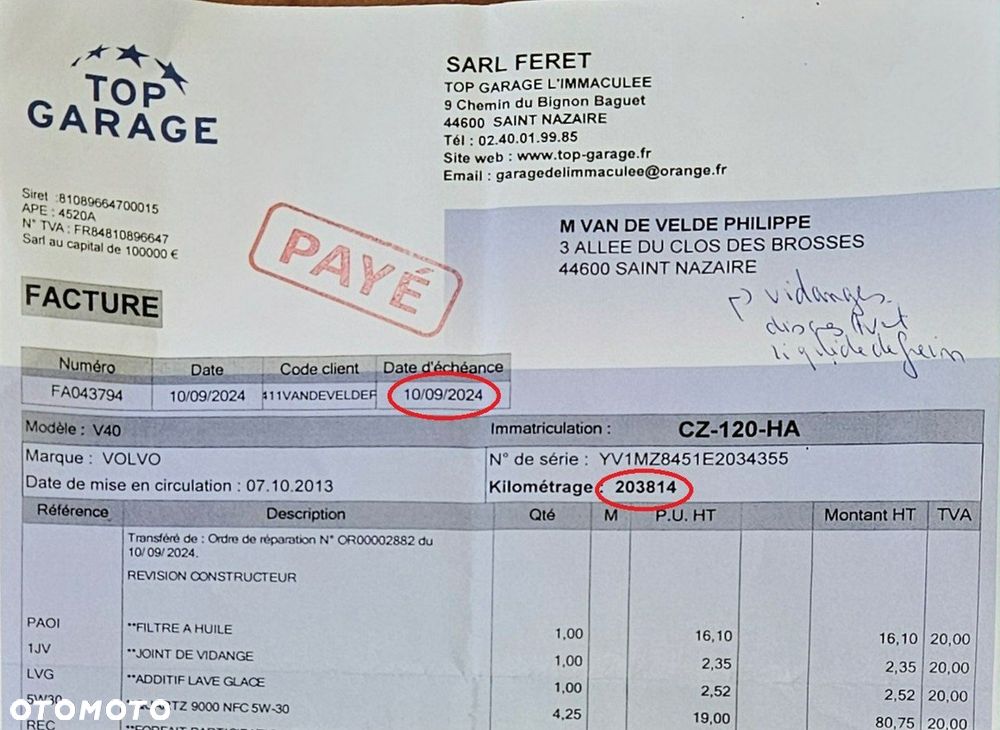 TOP
GARAGE
SARL FERET
TOP GARAGE L'IMMACULEE
9 Chemin du Bignon Baguet
44600 SAINT NAZAIRE
Tél : 02.40.01.99.85
Site web : www.top-garage.fr
Email : garagedelimmaculee@orange.fr
Siret :81089664700015
APE : 4520A
N° TVA : FR84810896647
Sarl au capital de 100000 €
PAYÉ
M VAN DE VELDE PHILIPPE
3 ALLEE DU CLOS DES BROSSES
44600 SAINT NAZAIRE
vidanges
disques Avt
liquide de frein
FACTURE
Numéro Date Code client Date d'échéance
FA043794 10/09/2024 411VANDEVELDEF 10/09/2024
Modèle : V40 Immatriculation : CZ-120-HA
Marque : VOLVO N° de série : YV1MZ8451E2034355
Date de mise en circulation : 07.10.2013 Kilométrage : 203814
Référence Description Qté M P.U. HT Montant HT TVA
Transféré de : Ordre de réparation N° OR00002882 du
10/09/2024.
REVISION CONSTRUCTEUR
PAOI **FILTRE A HUILE 1,00 16,10 16,10 20,00
1JV **JOINT DE VIDANGE 1,00 2,35 2,35 20,00
LVG **ADDITIF LAVE GLACE 1,00 2,52 2,52 20,00
5W30 9000 NFC 5W-30 4,25 19,00 80,75 20,00
REC
OTOMOTO